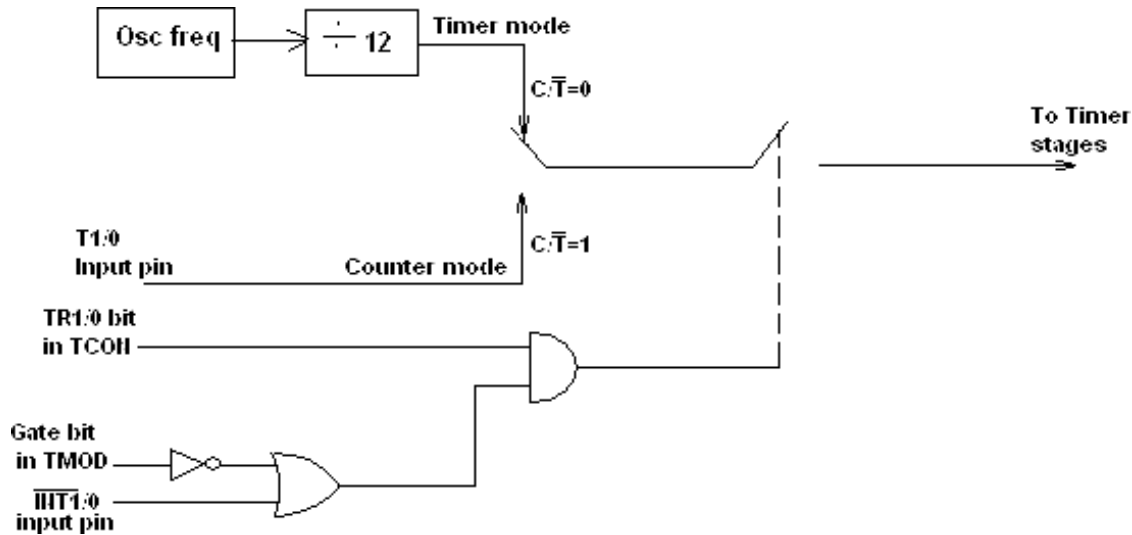 Osc freq
÷ 12
Timer mode
C/T̅=0
To Timer
stages
T1/0
Input pin
Counter mode
C/T̅=1
TR1/0 bit
in TCON
Gate bit
in TMOD
I̅N̅T̅1̅/0
input pin